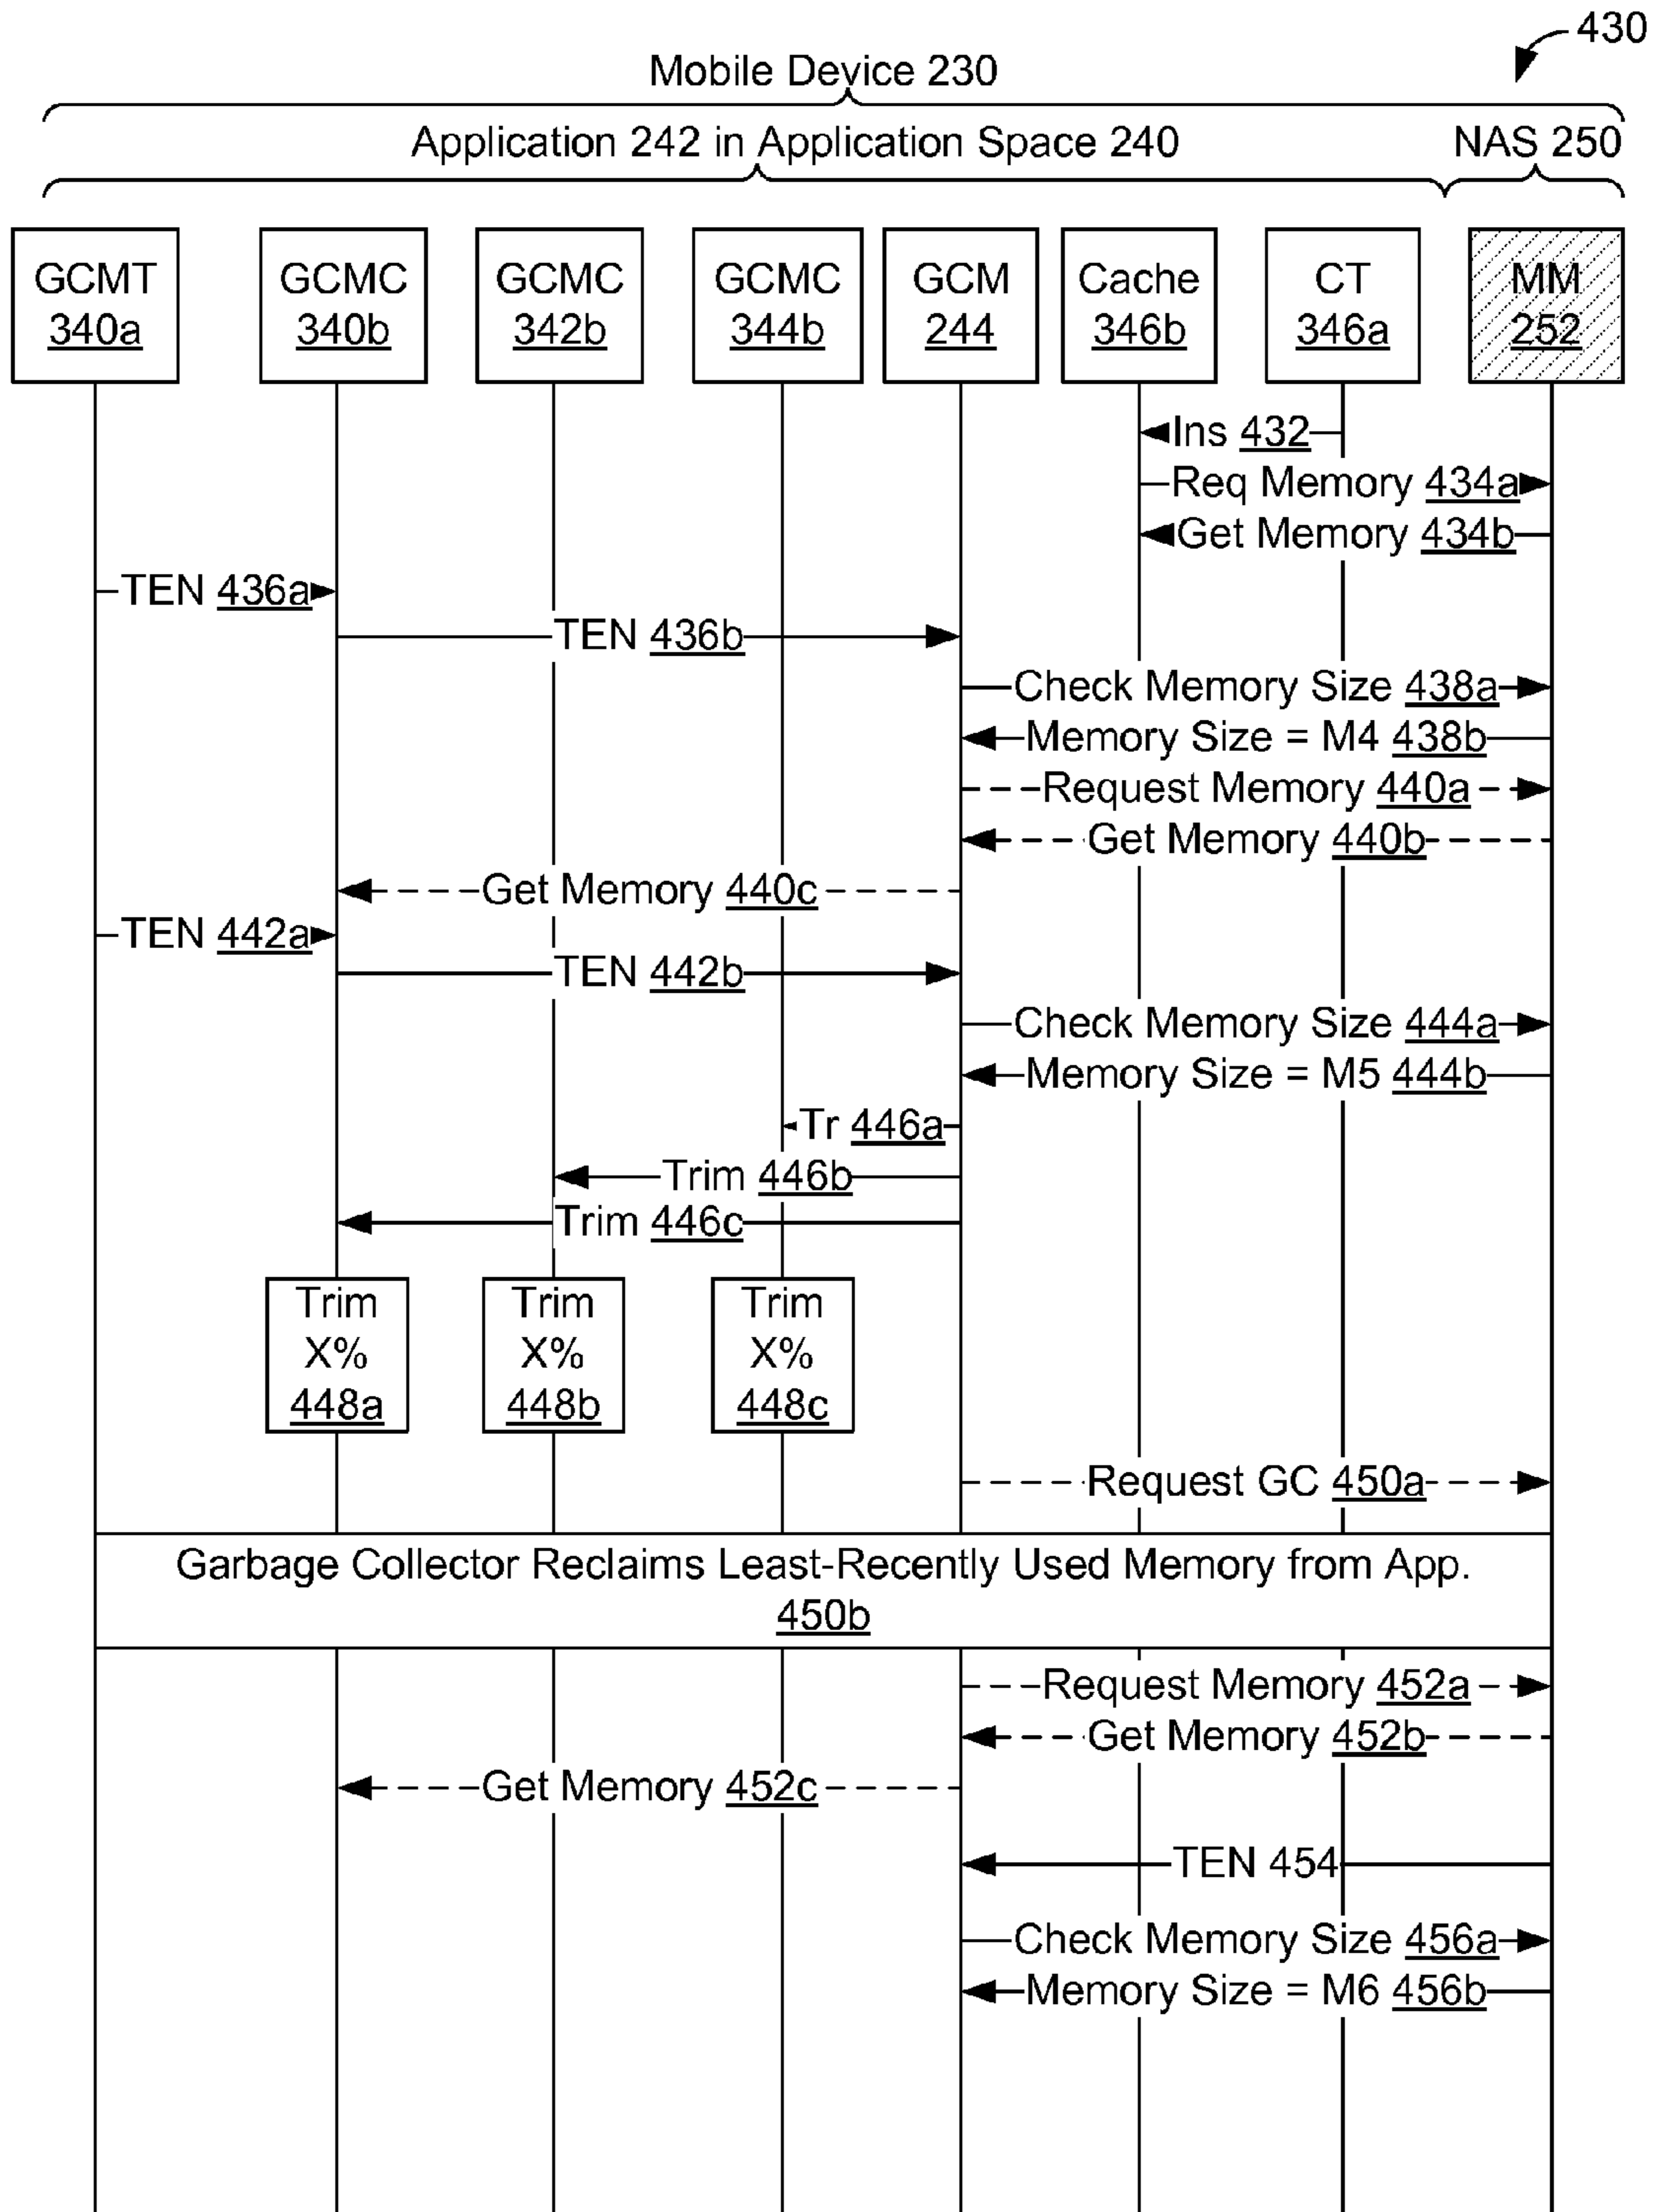 430
Mobile Device 230
Application 242 in Application Space 240
NAS 250
GCMT
340a
GCMC
340b
GCMC
342b
GCMC
344b
GCM
244
Cache
346b
CT
346a
MM
252
Ins 432
Req Memory 434a
Get Memory 434b
TEN 436a
TEN 436b
Check Memory Size 438a
Memory Size = M4 438b
Request Memory 440a
Get Memory 440b
Get Memory 440c
TEN 442a
TEN 442b
Check Memory Size 444a
Memory Size = M5 444b
Tr 446a
Trim 446b
Trim 446c
Trim
X%
448a
Trim
X%
448b
Trim
X%
448c
Request GC 450a
Garbage Collector Reclaims Least-Recently Used Memory from App.
450b
Request Memory 452a
Get Memory 452b
Get Memory 452c
TEN 454
Check Memory Size 456a
Memory Size = M6 456b